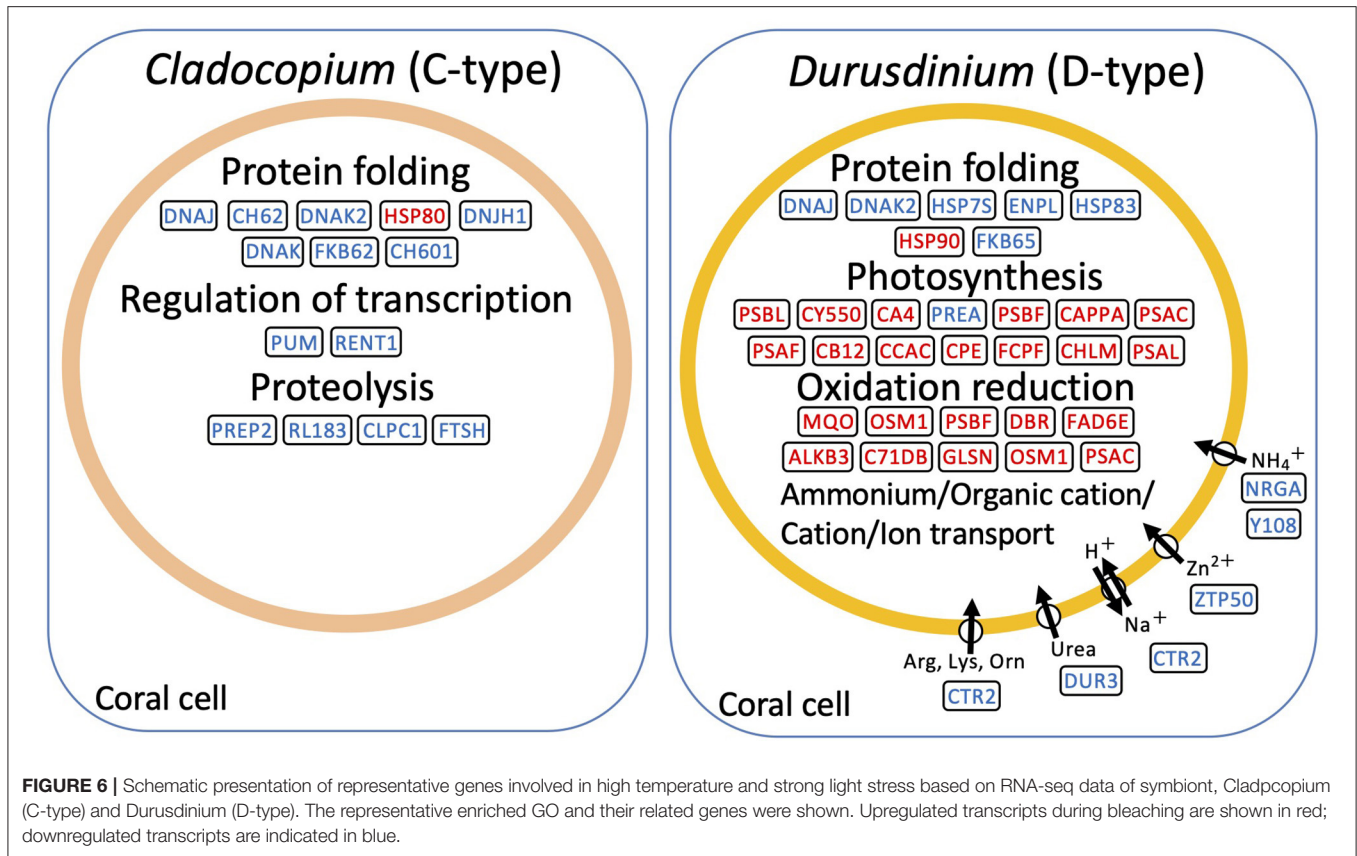 Cladocopium (C-type)
Protein folding
DNAJ CH62 DNAK2 HSP80 DNJH1
DNAK FKB62 CH601
Regulation of transcription
PUM RENT1
Proteolysis
PREP2 RL183 CLPC1 FTSH
Coral cell
Durusdinium (D-type)
Protein folding
DNAJ DNAK2 HSP7S ENPL HSP83
HSP90 FKB65
Photosynthesis
PSBL CY550 CA4 PREA PSBF CAPPA PSAC
PSAF CB12 CCAC CPE FCPF CHLM PSAL
Oxidation reduction
MQO OSM1 PSBF DBR FAD6E
ALKB3 C71DB GLSN OSM1 PSAC
Ammonium/Organic cation/
Cation/Ion transport
NH4+
NRGA
Y108
Zn2+
ZTP50
H+
Na+
CTR2
Urea
DUR3
Arg, Lys, Orn
CTR2
Coral cell
FIGURE 6 | Schematic presentation of representative genes involved in high temperature and strong light stress based on RNA-seq data of symbiont, Cladpcopium
(C-type) and Durusdinium (D-type). The representative enriched GO and their related genes were shown. Upregulated transcripts during bleaching are shown in red;
downregulated transcripts are indicated in blue.